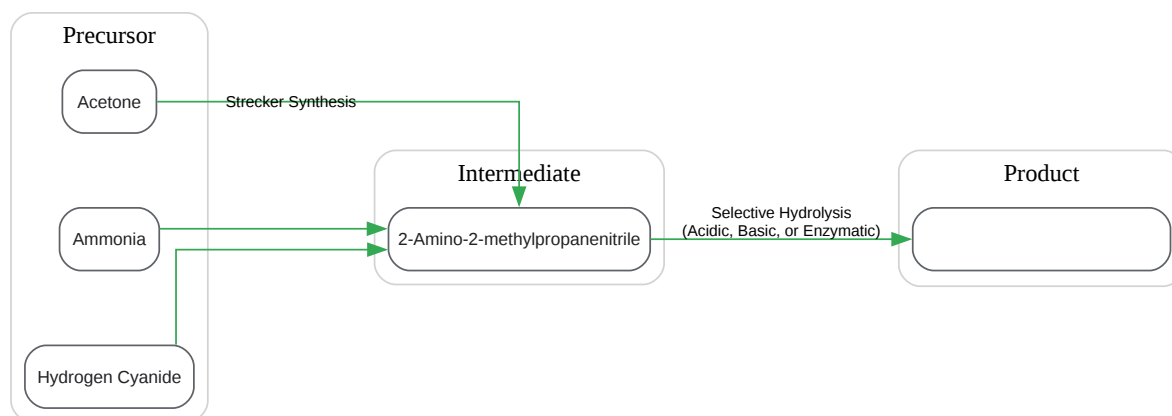 Precursor
Acetone
Strecker Synthesis
Intermediate
Product
Ammonia
2-Amino-2-methylpropanenitrile
Selective Hydrolysis
(Acidic, Basic, or Enzymatic)
Hydrogen Cyanide